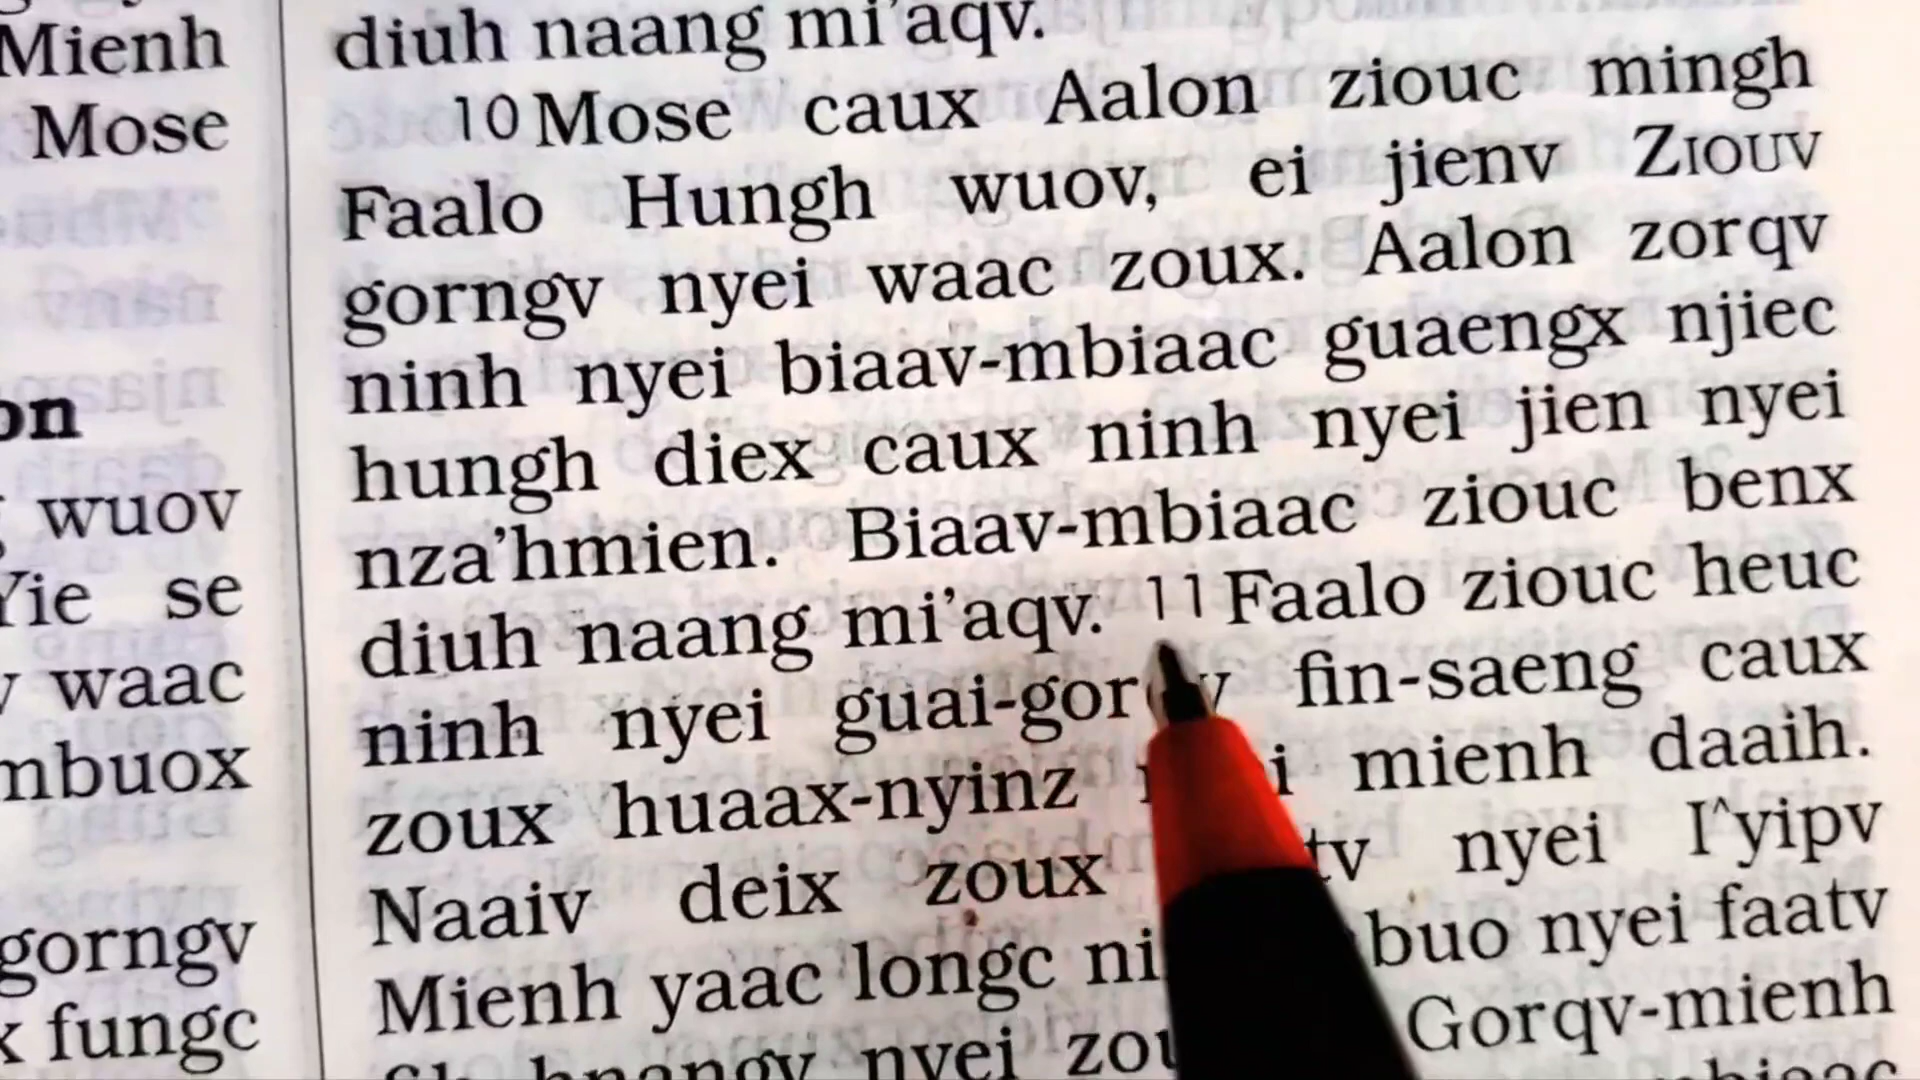 Mienh
Mose
on
wuov
Yie se
waac
mbuox
gorngv
fungc
diuh naang mi’aqv.
10 Mose caux Aalon ziouc mingh
Faalo Hungh wuov, ei jienv ZIOUV
gorngv nyei waac zoux. Aalon zorqv
ninh nyei biaav-mbiaac guaengx njiec
hungh diex caux ninh nyei jien nyei
nza’hmien. Biaav-mbiaac ziouc benx
diuh naang mi’aqv. 11 Faalo ziouc heuc
ninh nyei fin-saeng caux
zoux huaax-nyinz mienh daaih.
Naaiv deix zoux nyei I^yipv
Mienh yaac longc buo nyei faatv
nyei Gorqv-mienh